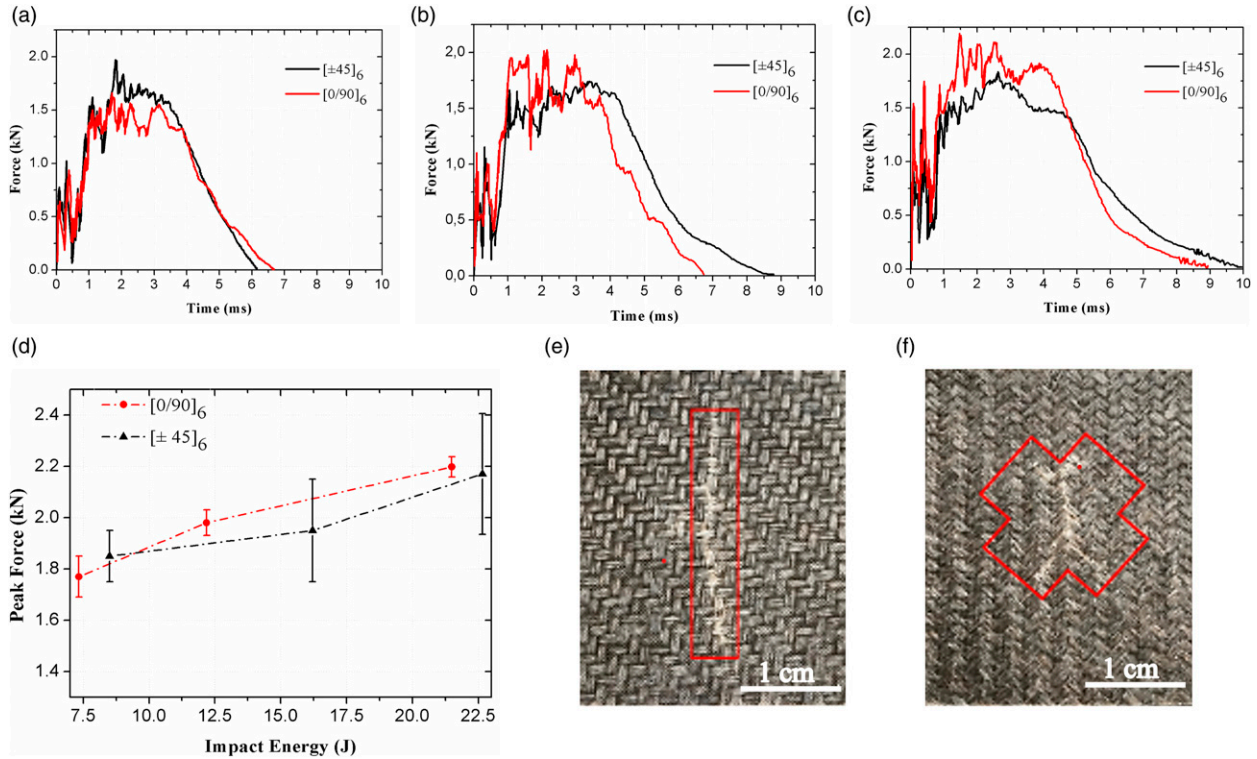 (a)
(b)
(c)
Force (kN)
2.0
1.5
1.0
0.5
0.0
[±45]6
[0/90]6
0 1 2 3 4 5 6 7 8 9 10
Time (ms)
Force (kN)
2.0
1.5
1.0
0.5
0.0
[±45]6
[0/90]6
0 1 2 3 4 5 6 7 8 9 10
Time (ms)
Force (kN)
2.0
1.5
1.0
0.5
0.0
[±45]6
[0/90]6
0 1 2 3 4 5 6 7 8 9 10
Time (ms)
(d)
(e)
(f)
Peak Force (kN)
2.4
2.2
2.0
1.8
1.6
1.4
[0/90]6
[± 45]6
7.5 10.0 12.5 15.0 17.5 20.0 22.5
Impact Energy (J)
1 cm
1 cm